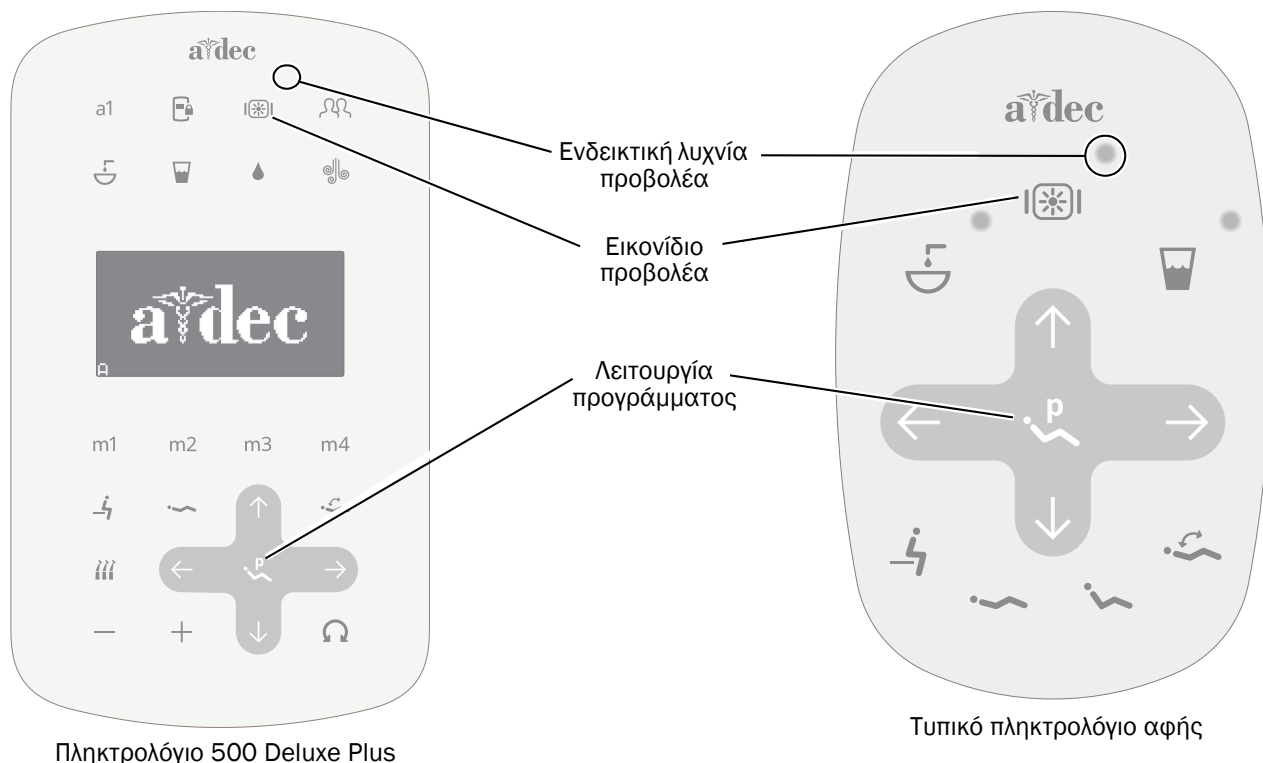 a dec
a1
A dec
A
m1 m2 m3 m4
p
Πληκτρολόγιο 500 Deluxe Plus
Ενδεικτική λυχνία
προβολέα
Εικονίδιο
προβολέα
Λειτουργία
προγράμματος
a dec
p
Τυπικό πληκτρολόγιο αφής